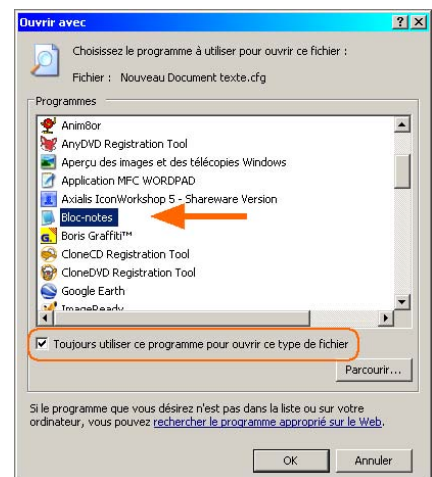 Ouvrir avec
Choisissez le programme à utiliser pour ouvrir ce fichier :
Fichier : Nouveau Document texte.cfg
Programmes
Anim8or
AnyDVD Registration Tool
Aperçu des images et des télécopies Windows
Application MFC WORDPAD
Axialis IconWorkshop 5 - Shareware Version
Bloc-notes
Boris Graffiti™
CloneCD Registration Tool
CloneDVD Registration Tool
Google Earth
ImageReady
Toujours utiliser ce programme pour ouvrir ce type de fichier
Parcourir...
Si le programme que vous désirez n'est pas dans la liste ou sur votre
ordinateur, vous pouvez rechercher le programme approprié sur le Web.
OK Annuler